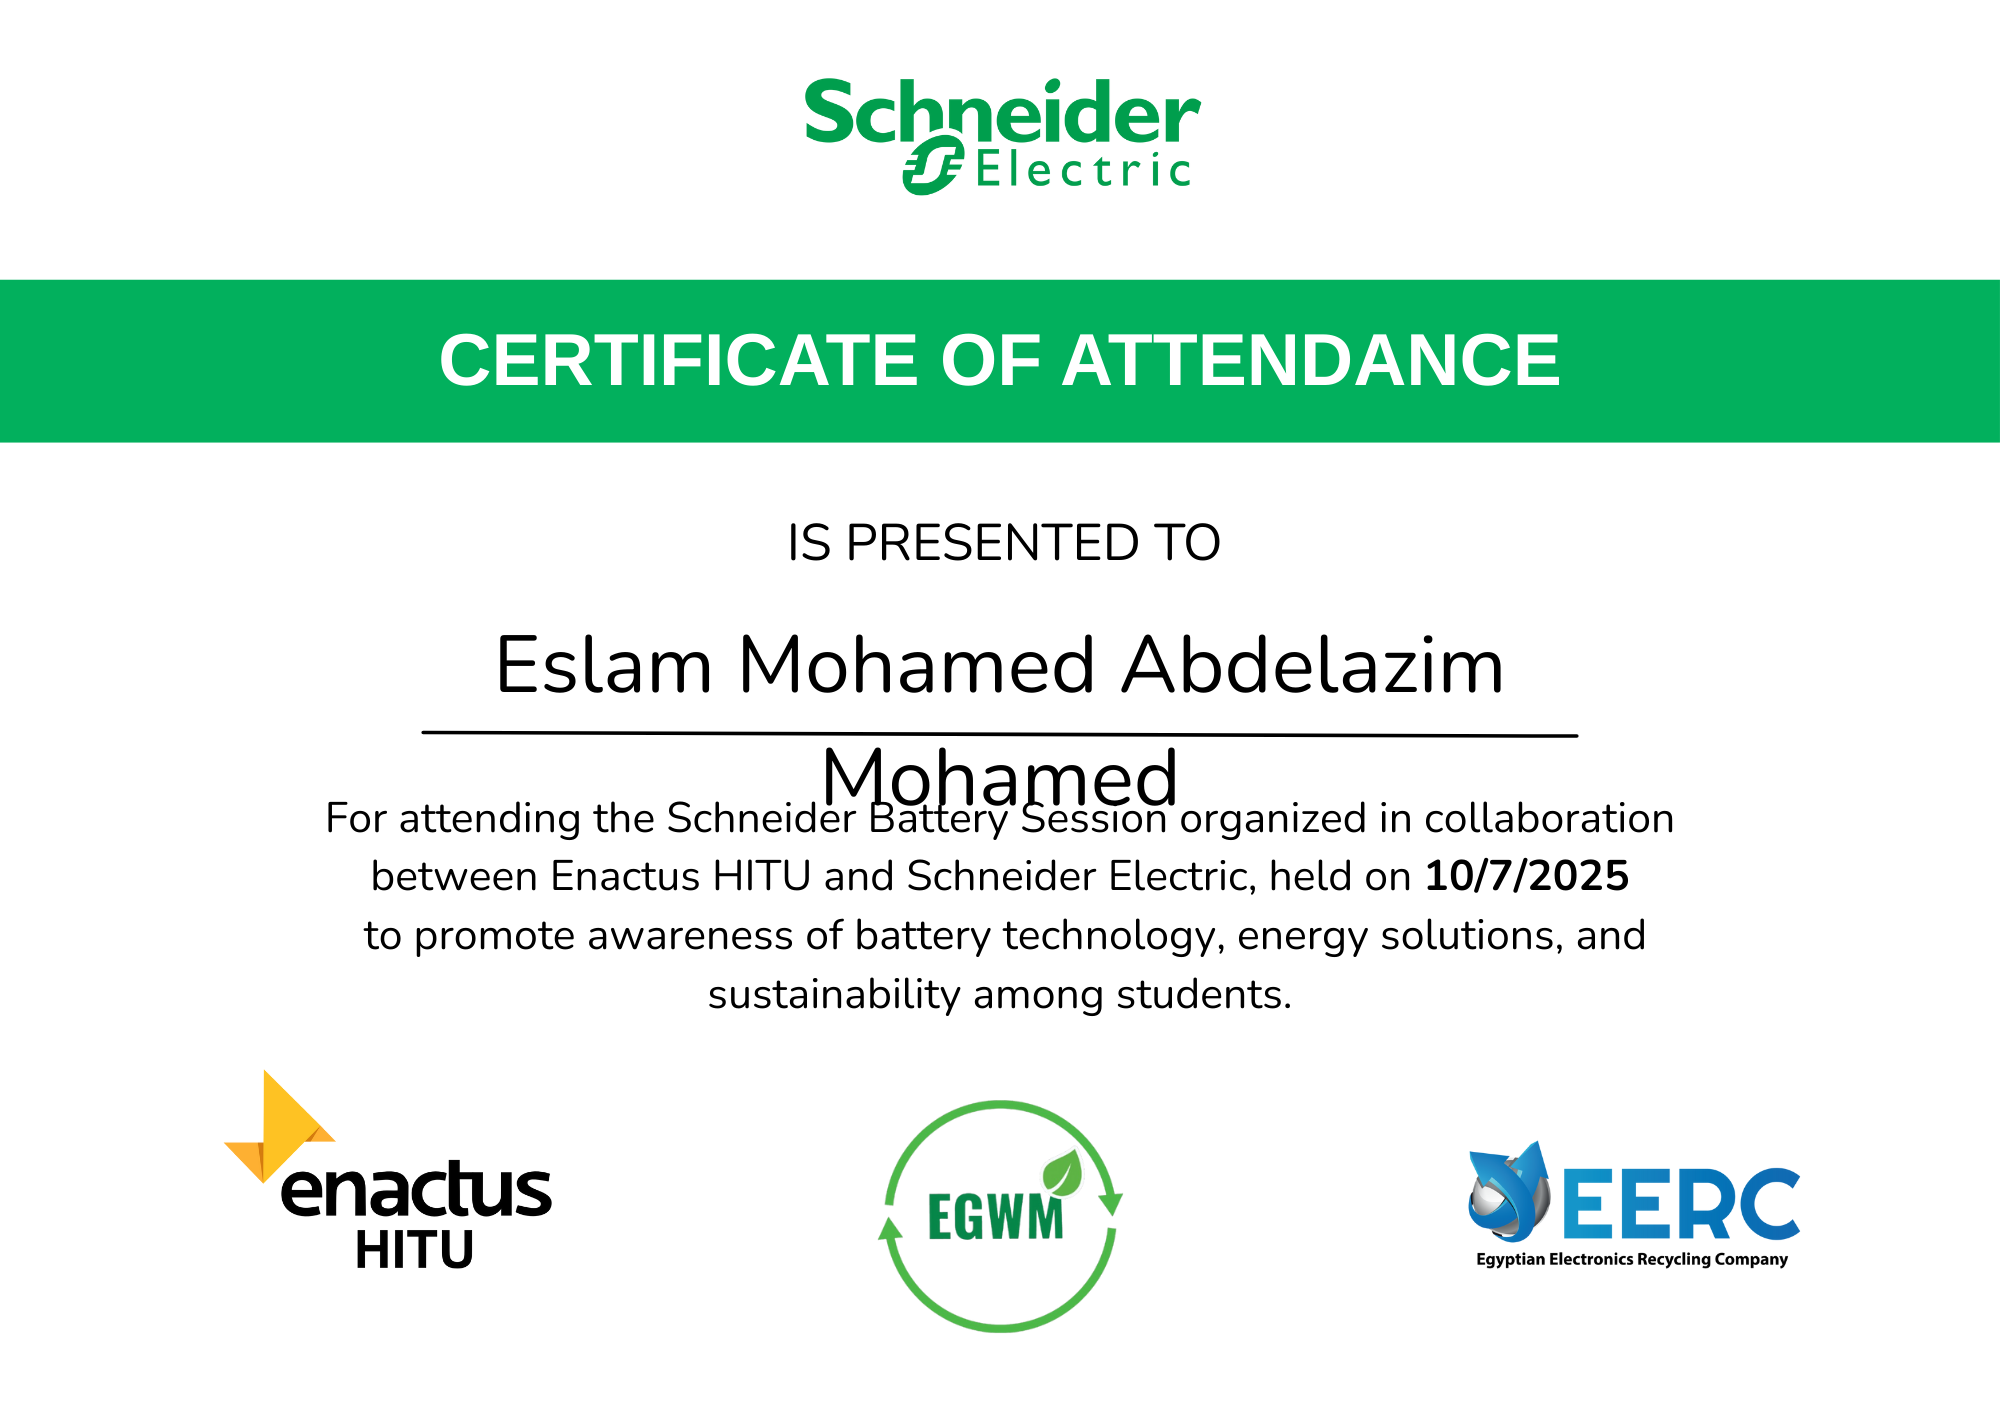 Schneider
Electric
CERTIFICATE OF ATTENDANCE
IS PRESENTED TO
Eslam Mohamed Abdelazim
Mohamed
For attending the Schneider Battery Session organized in collaboration
between Enactus HITU and Schneider Electric, held on 10/7/2025
to promote awareness of battery technology, energy solutions, and
sustainability among students.
enactus
HITU
EGWM
EERC
Egyptian Electronics Recycling Company